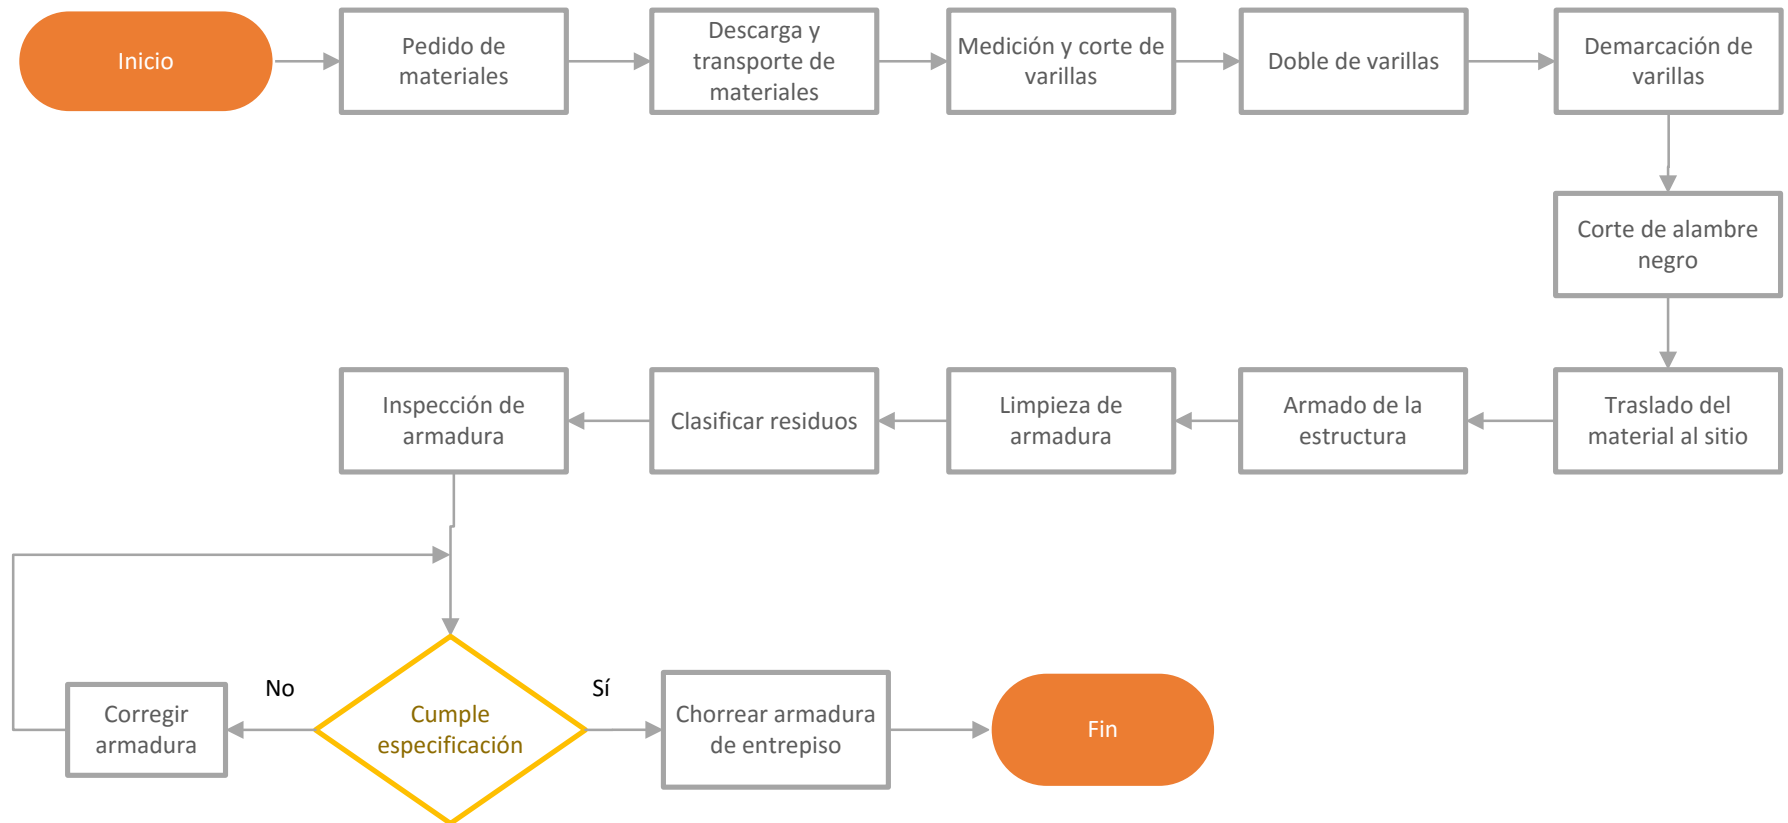 Inicio
Pedido de
materiales
Descarga y
transporte de
materiales
Medición y corte de
varillas
Doble de varillas
Demarcación de
varillas
Corte de alambre
negro
Traslado del
material al sitio
Armado de la
estructura
Limpieza de
armadura
Clasificar residuos
Inspección de
armadura
Cumple
especificación
No
Corregir
armadura
Sí
Chorrear armadura
de entrepiso
Fin